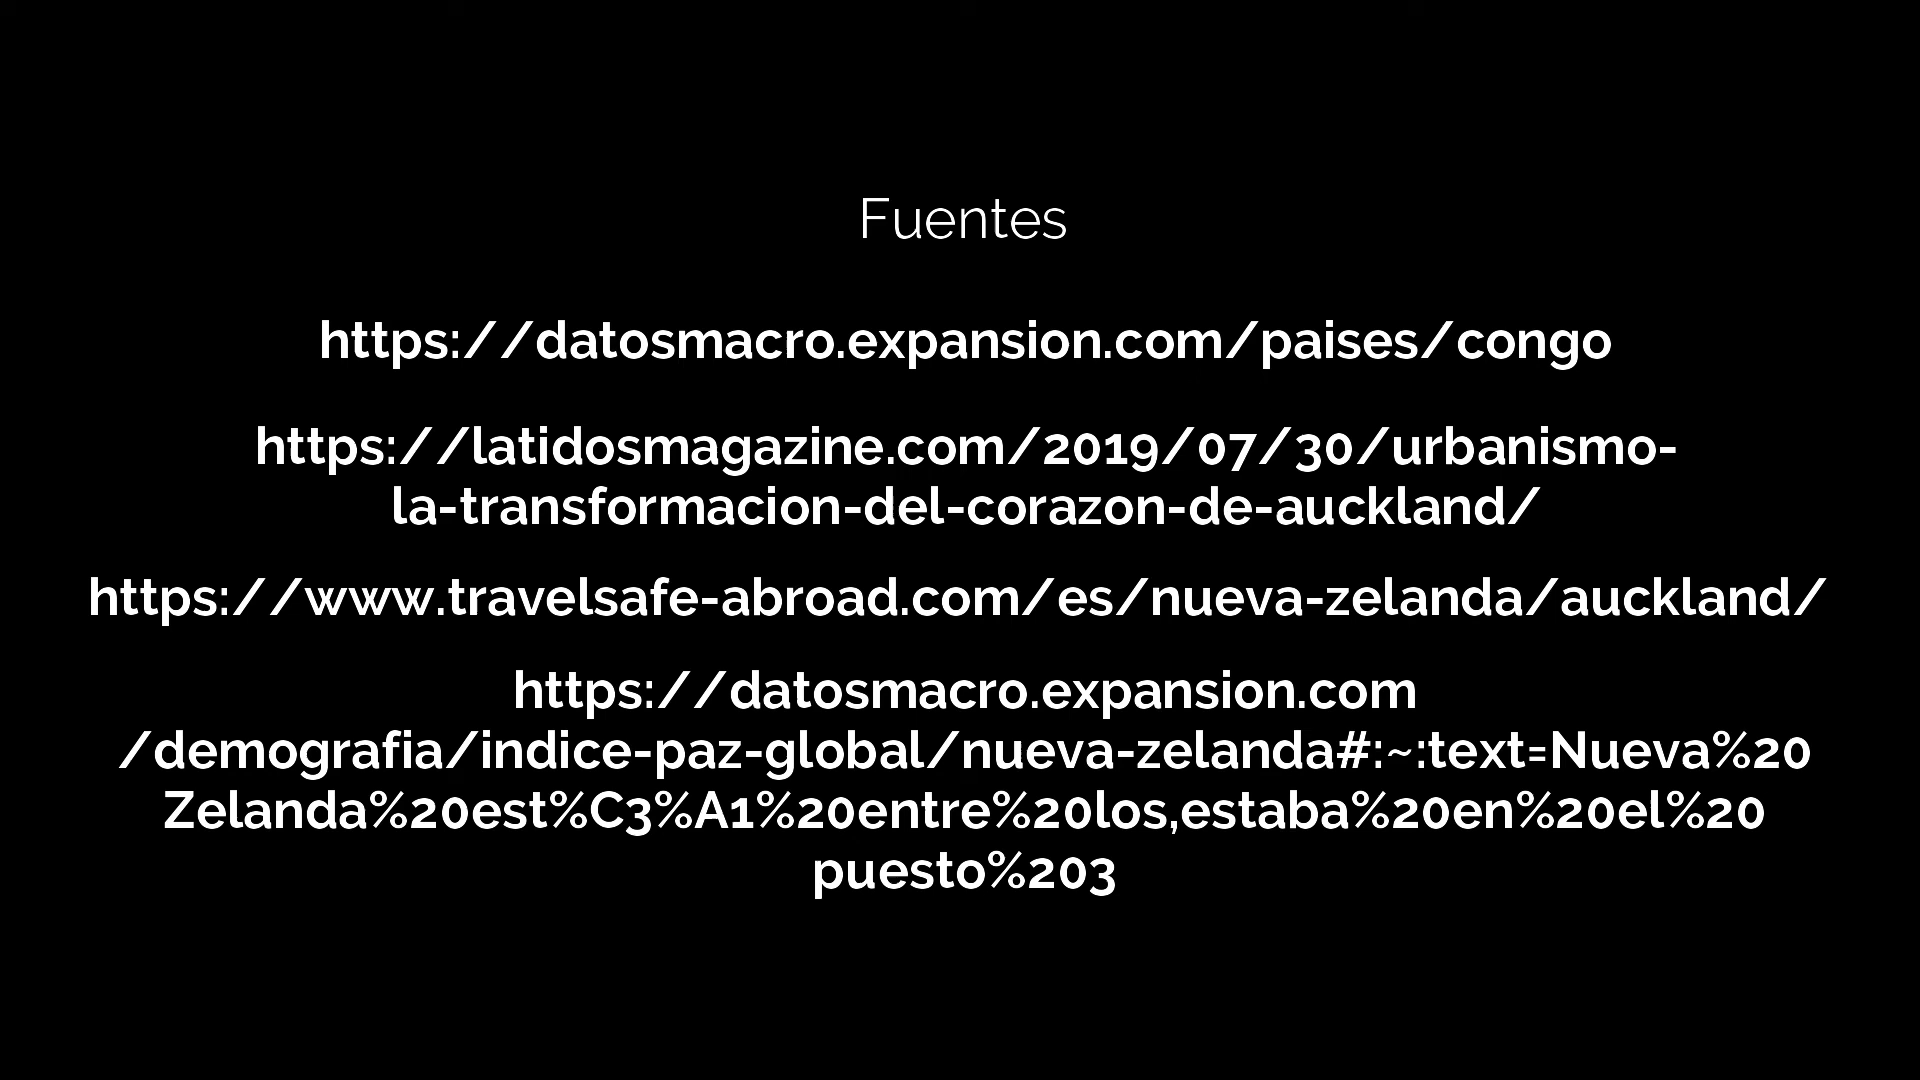 Fuentes
https://datosmacro.expansion.com/paises/congo
https://latidosmagazine.com/2019/07/30/urbanismo-
la-transformacion-del-corazon-de-auckland/
https://www.travelsafe-abroad.com/es/nueva-zelanda/auckland/
https://datosmacro.expansion.com
/demografia/indice-paz-global/nueva-zelanda#:~:text=Nueva%20
Zelanda%20est%C3%A1%20entre%20los,estaba%20en%20el%20
puesto%203